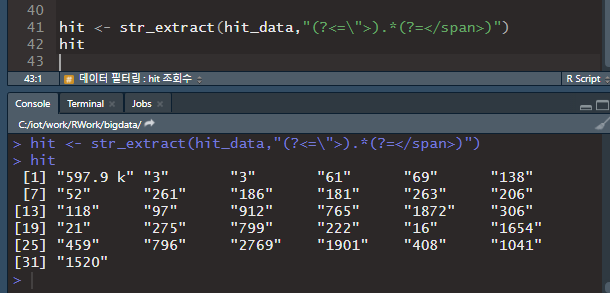 40
41 hit <- str_extract(hit_data,"(?<=\">).*(?=</span>)")
42 hit
43
43:1 # 데이터 필터링 : hit 조회수 R Script
Console Terminal Jobs
C:/iot/work/RWork/bigdata/
> hit <- str_extract(hit_data,"(?<=\">).*(?=</span>)")
> hit
[1] "597.9 k" "3" "3" "61" "69" "138"
[7] "52" "261" "186" "181" "263" "206"
[13] "118" "97" "912" "765" "1872" "306"
[19] "21" "275" "799" "222" "16" "1654"
[25] "459" "796" "2769" "1901" "408" "1041"
[31] "1520"
>